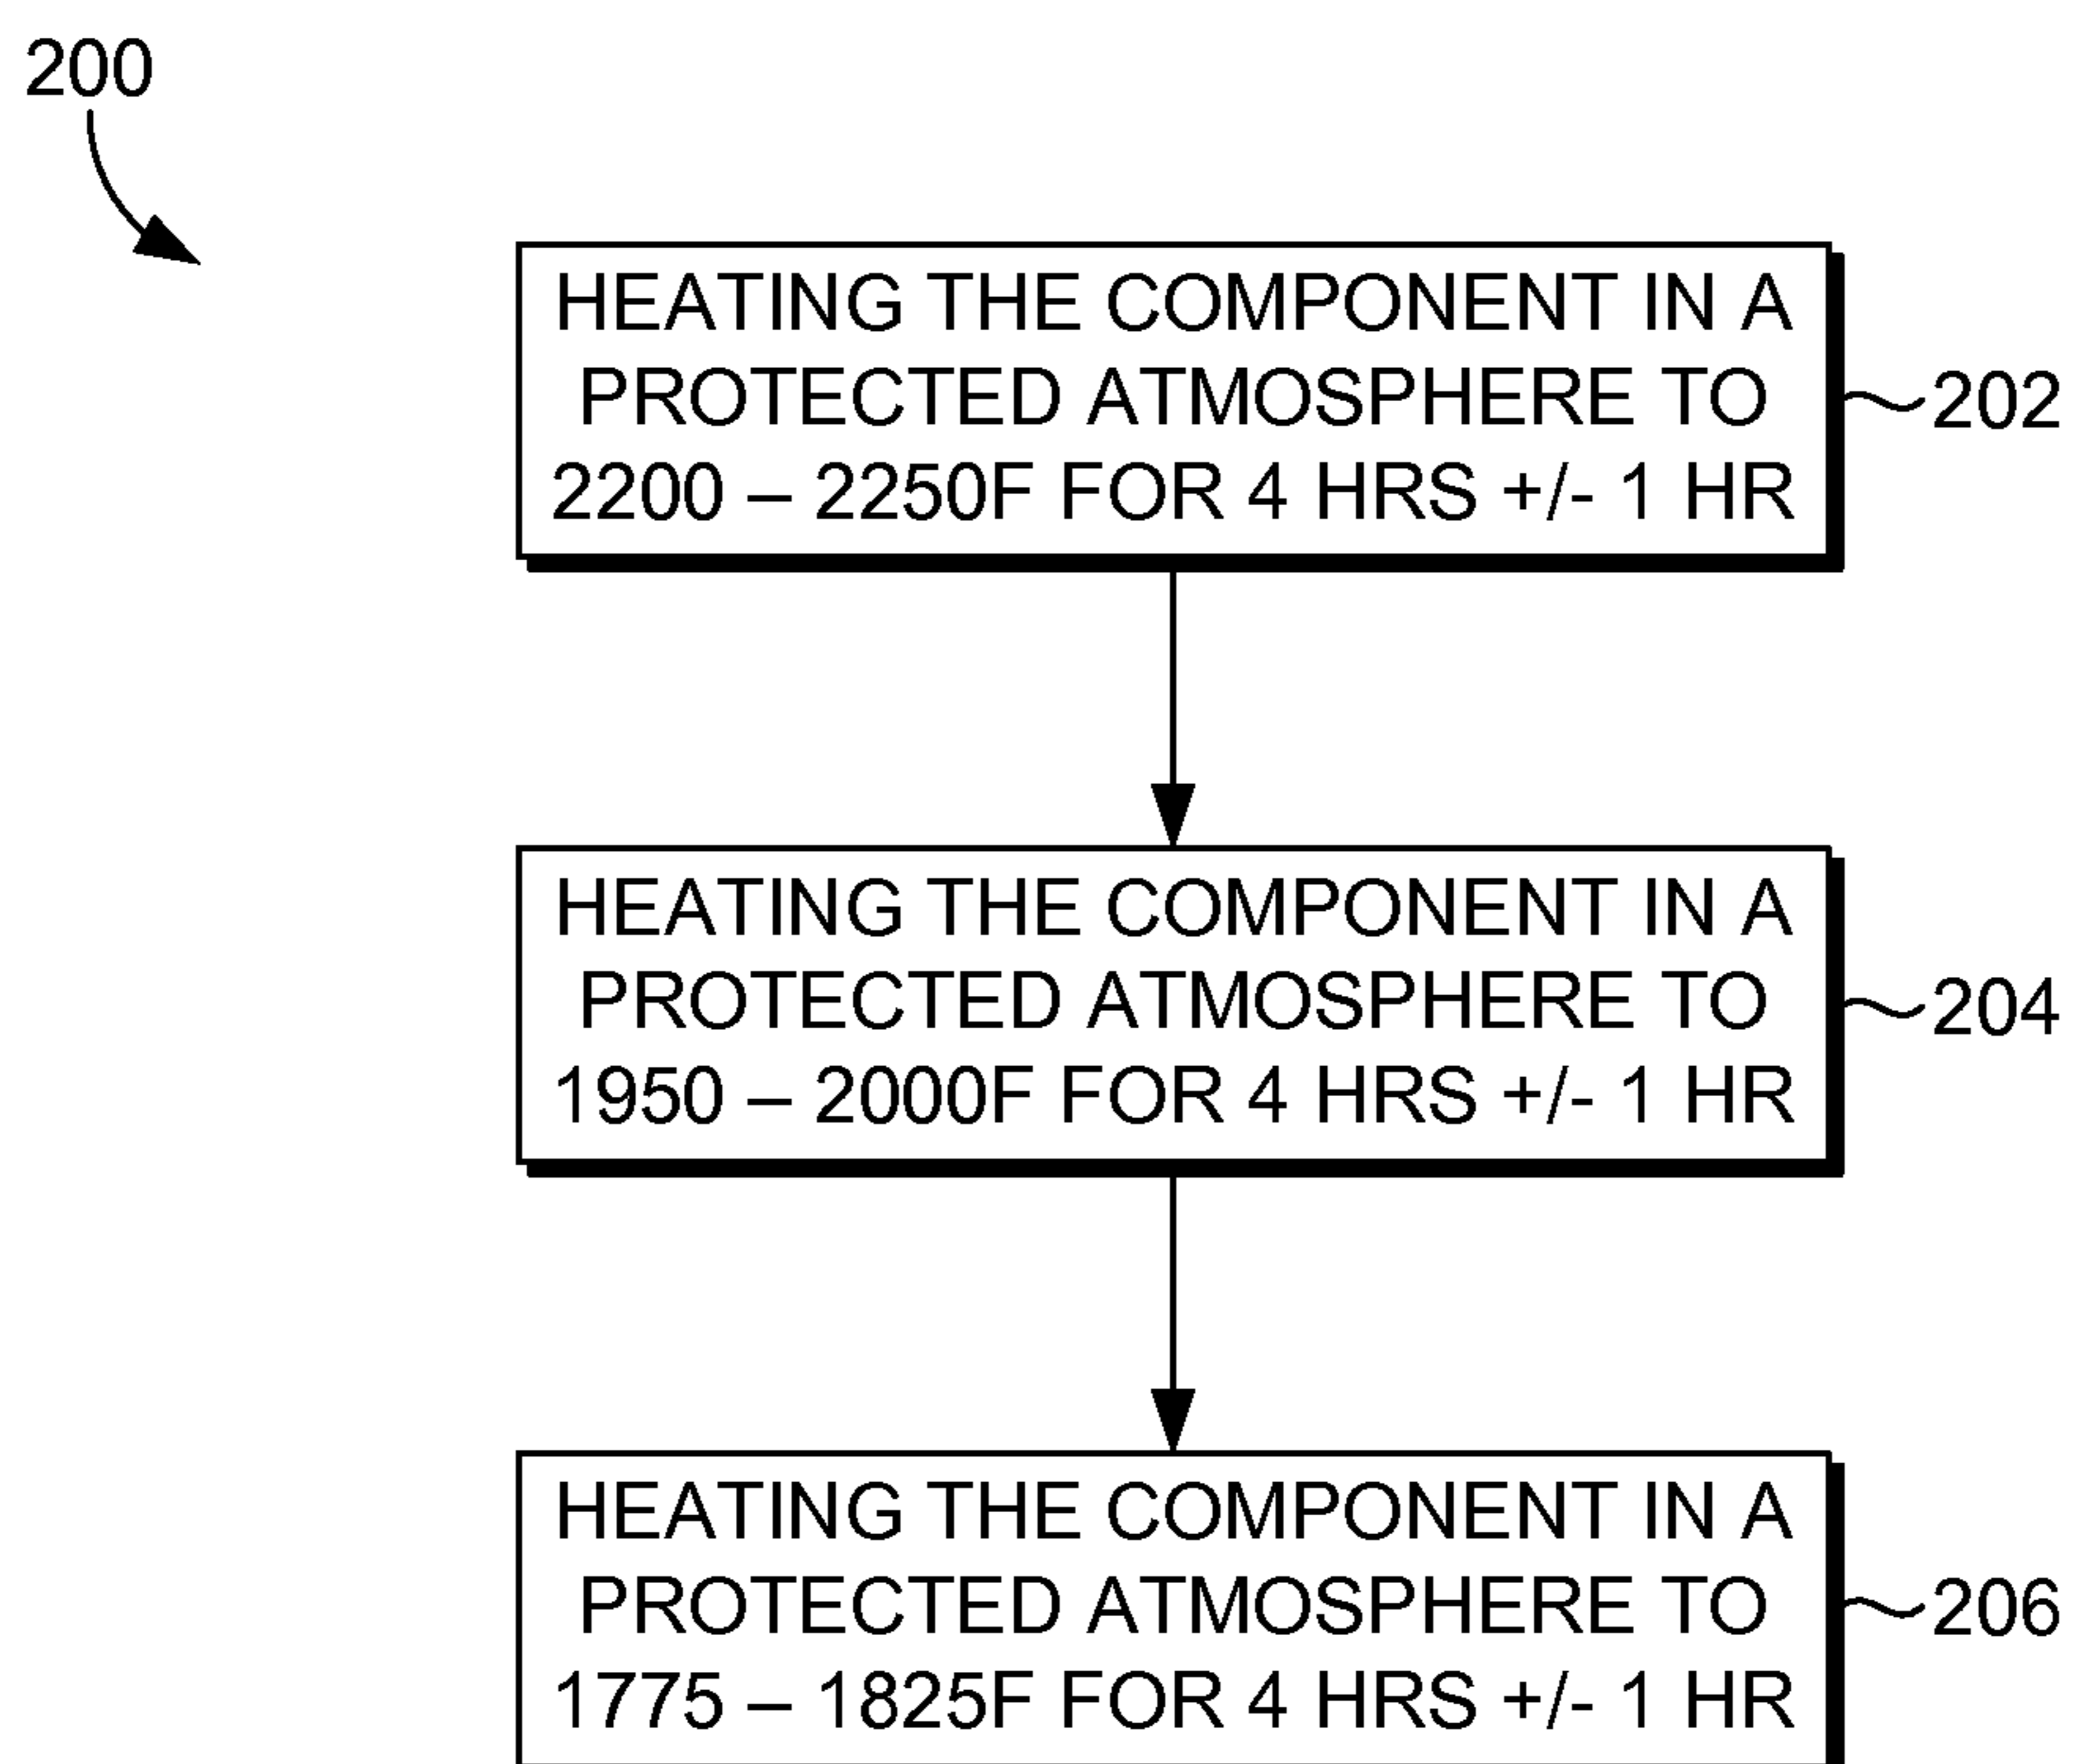 200
HEATING THE COMPONENT IN A
PROTECTED ATMOSPHERE TO
2200 – 2250F FOR 4 HRS +/- 1 HR
202
HEATING THE COMPONENT IN A
PROTECTED ATMOSPHERE TO
1950 – 2000F FOR 4 HRS +/- 1 HR
204
HEATING THE COMPONENT IN A
PROTECTED ATMOSPHERE TO
1775 – 1825F FOR 4 HRS +/- 1 HR
206